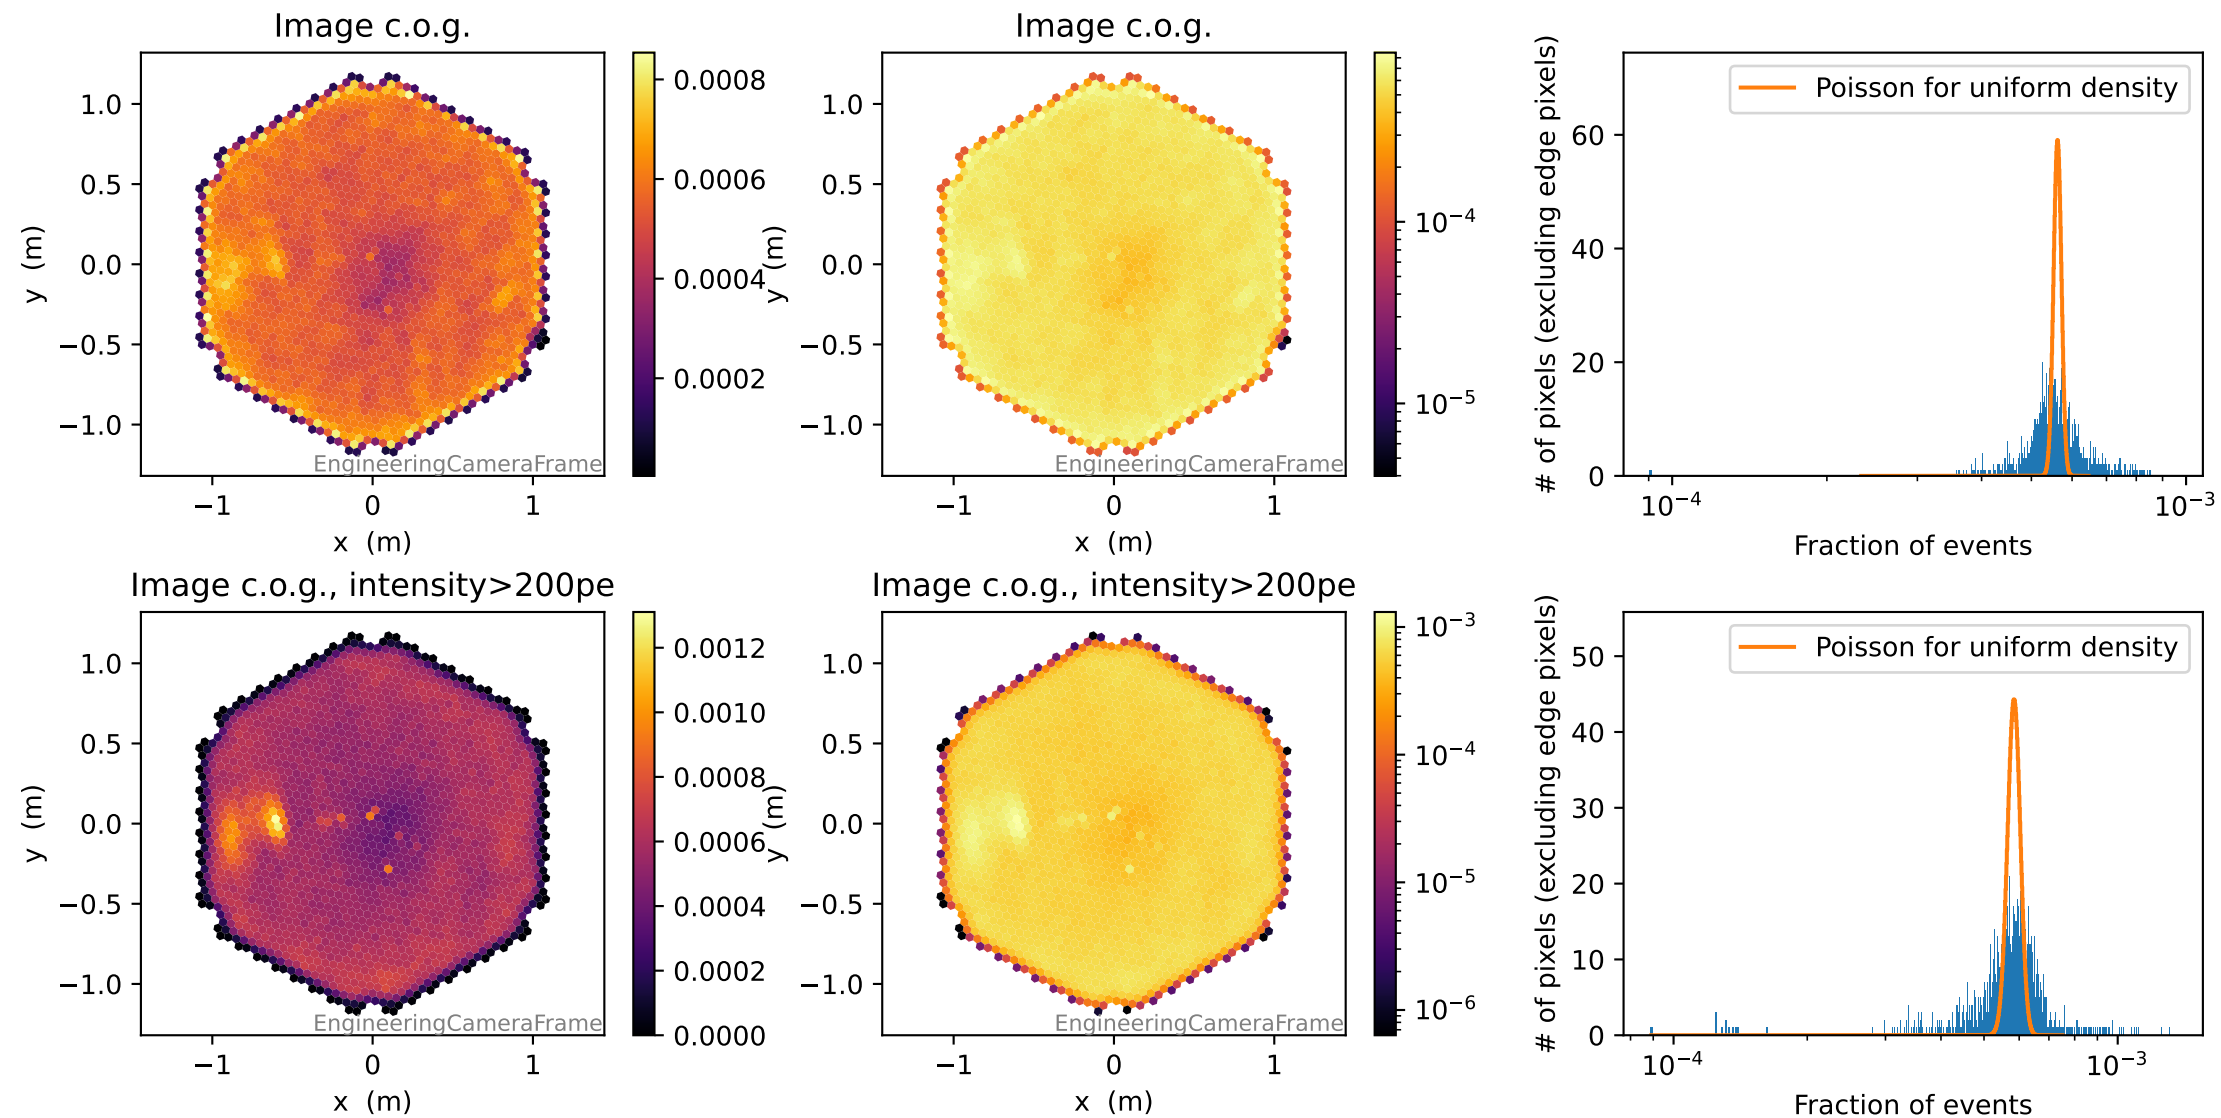 Image c.o.g.
1.0
0.5
0.0
−0.5
−1.0
y (m)
−1
0
1
x (m)
EngineeringCameraFrame
0.0008
0.0006
0.0004
0.0002
Image c.o.g.
1.0
0.5
0.0
−0.5
−1.0
y (m)
−1
0
1
x (m)
EngineeringCameraFrame
10⁻⁴
10⁻⁵
# of pixels (excluding edge pixels)
60
40
20
0
Poisson for uniform density
10⁻⁴
10⁻³
Fraction of events
Image c.o.g., intensity>200pe
1.0
0.5
0.0
−0.5
−1.0
y (m)
−1
0
1
x (m)
EngineeringCameraFrame
0.0012
0.0010
0.0008
0.0006
0.0004
0.0002
0.0000
Image c.o.g., intensity>200pe
1.0
0.5
0.0
−0.5
−1.0
y (m)
−1
0
1
x (m)
EngineeringCameraFrame
10⁻³
10⁻⁴
10⁻⁵
10⁻⁶
# of pixels (excluding edge pixels)
50
40
30
20
10
0
Poisson for uniform density
10⁻⁴
10⁻³
Fraction of events